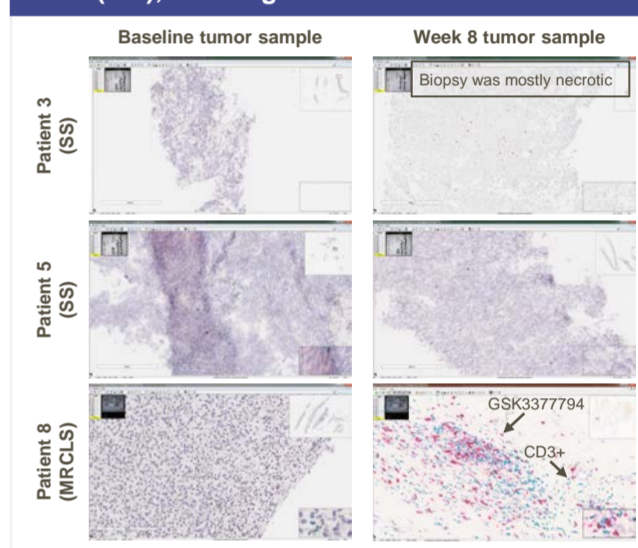 Baseline tumor sample
Week 8 tumor sample
Patient 3
(SS)
Biopsy was mostly necrotic
Patient 5
(SS)
Patient 8
(MRCLS)
GSK3377794
CD3+